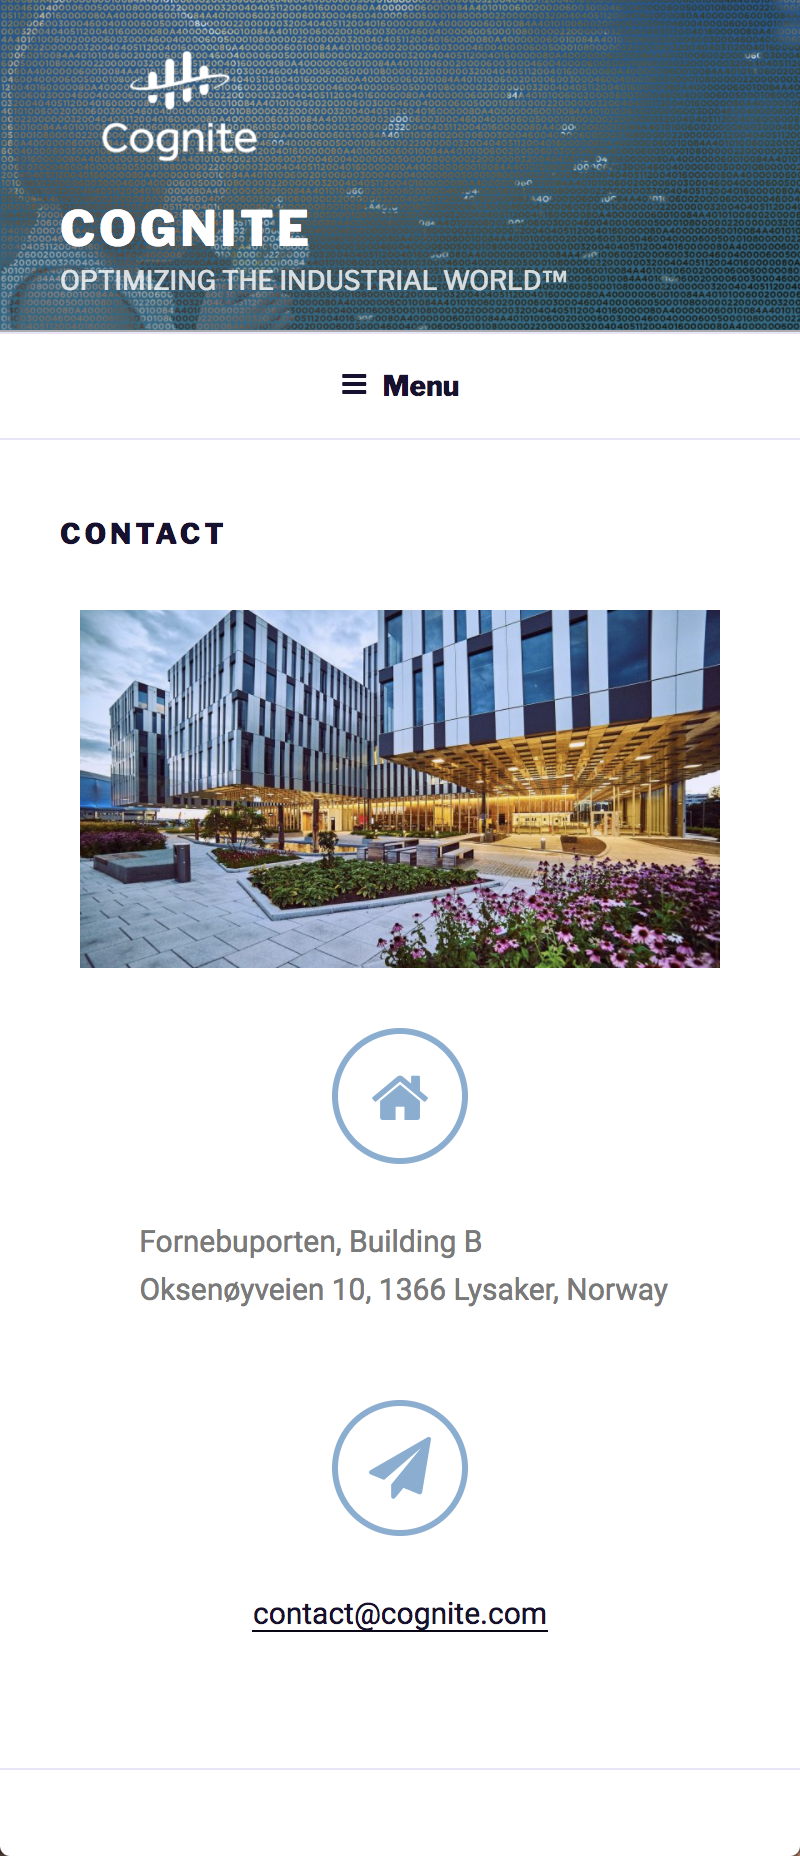 Cognite
COGNITE
OPTIMIZING THE INDUSTRIAL WORLD™
Menu
CONTACT
Fornebuporten, Building B
Oksenøyveien 10, 1366 Lysaker, Norway
contact@cognite.com